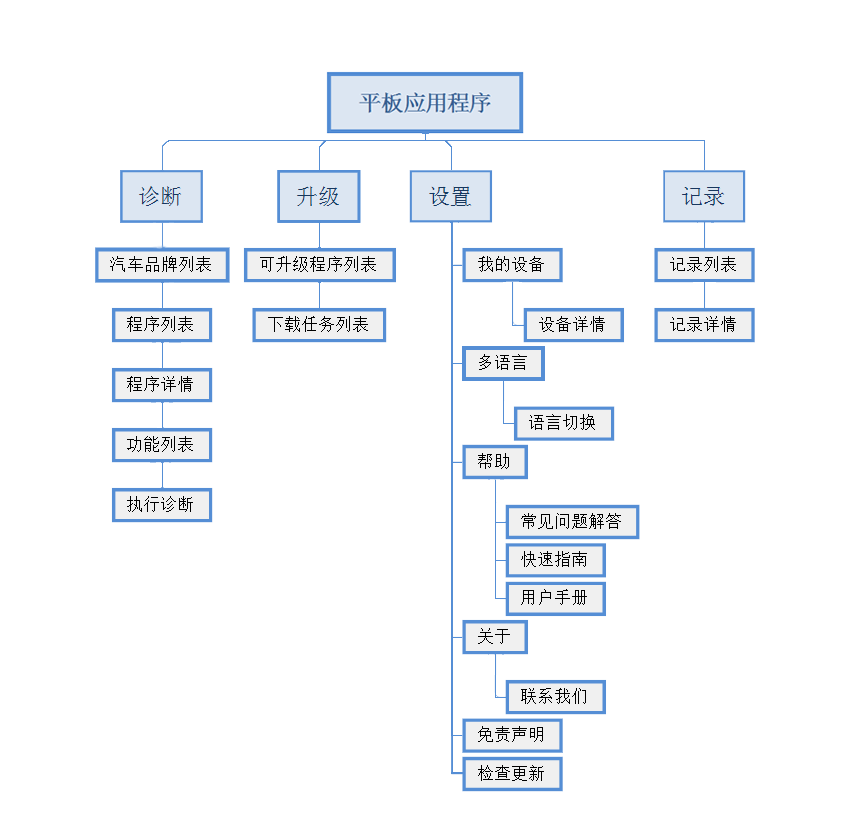 平板应用程序
诊断
升级
设置
记录
汽车品牌列表
程序列表
程序详情
功能列表
执行诊断
可升级程序列表
下载任务列表
我的设备
设备详情
多语言
语言切换
帮助
常见问题解答
快速指南
用户手册
关于
联系我们
免责声明
检查更新
记录列表
记录详情